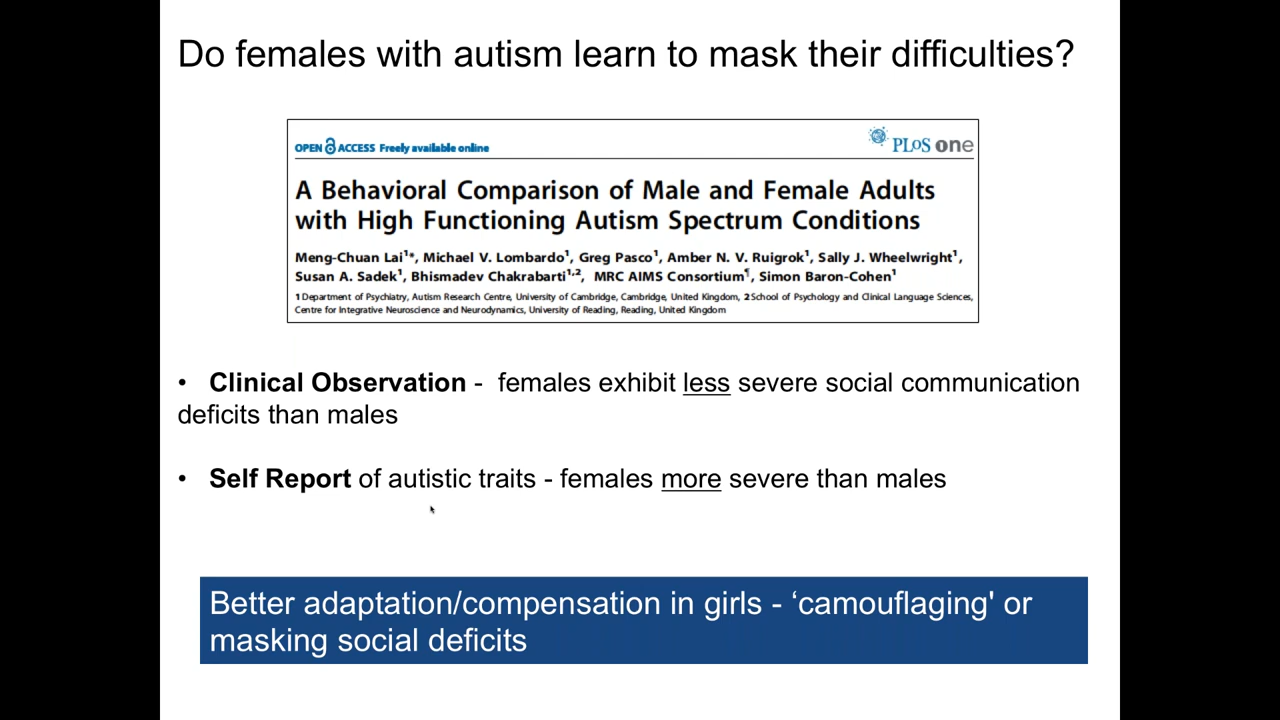 Do females with autism learn to mask their difficulties?
OPEN ACCESS Freely available online
PLoS one
A Behavioral Comparison of Male and Female Adults
with High Functioning Autism Spectrum Conditions
Meng-Chuan Lai1*, Michael V. Lombardo1, Greg Pasco1, Amber N. V. Ruigrok1, Sally J. Wheelwright1,
Susan A. Sadek1, Bhismadev Chakrabarti1,2, MRC AIMS Consortium¶, Simon Baron-Cohen1
1 Department of Psychiatry, Autism Research Centre, University of Cambridge, Cambridge, United Kingdom, 2 School of Psychology and Clinical Language Sciences,
Centre for Integrative Neuroscience and Neurodynamics, University of Reading, Reading, United Kingdom
• Clinical Observation - females exhibit less severe social communication
deficits than males
• Self Report of autistic traits - females more severe than males
Better adaptation/compensation in girls - ‘camouflaging' or
masking social deficits